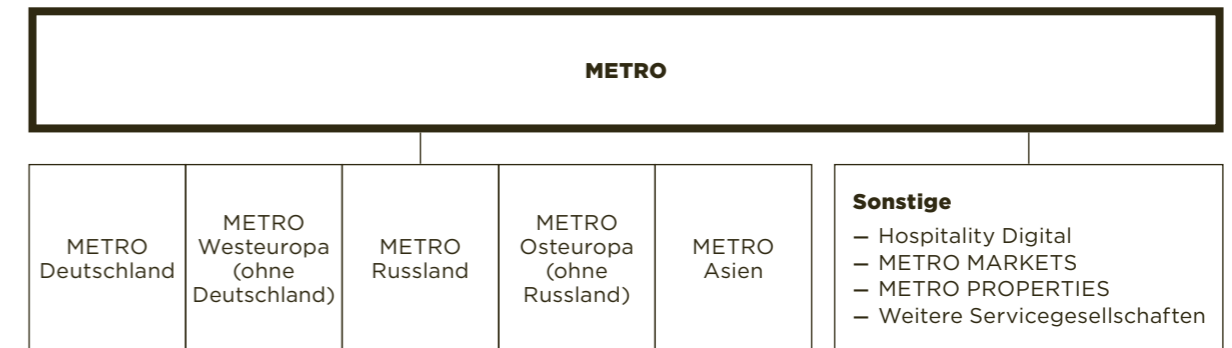 METRO
METRO
Deutschland
METRO
Westeuropa
(ohne
Deutschland)
METRO
Russland
METRO
Osteuropa
(ohne
Russland)
METRO
Asien
Sonstige
— Hospitality Digital
— METRO MARKETS
— METRO PROPERTIES
— Weitere Servicegesellschaften